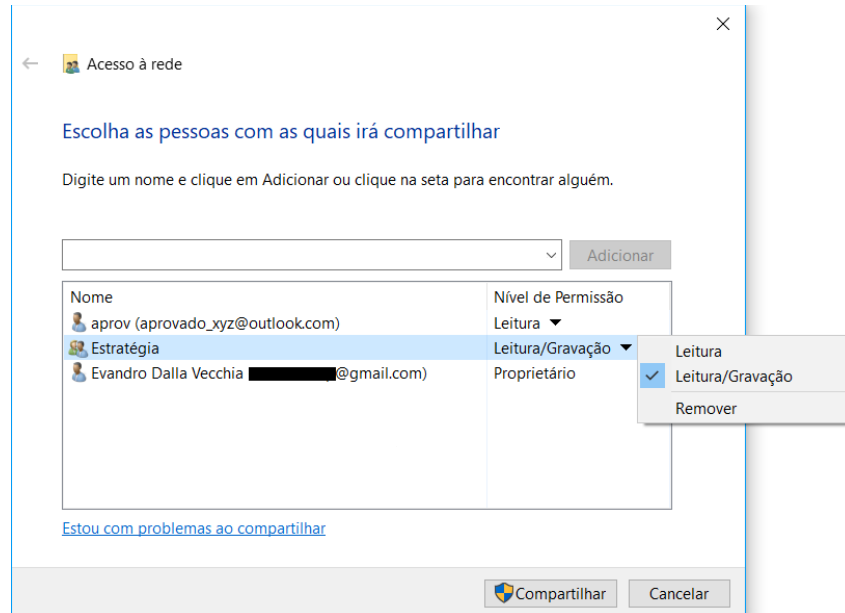 Acesso à rede
Escolha as pessoas com as quais irá compartilhar
Digite um nome e clique em Adicionar ou clique na seta para encontrar alguém.
Adicionar
Nome Nível de Permissão
aprov (aprovado_xyz@outlook.com) Leitura
Estratégia Leitura/Gravação
Evandro Dalla Vecchia @gmail.com) Proprietário
Leitura
Leitura/Gravação
Remover
Estou com problemas ao compartilhar
Compartilhar Cancelar